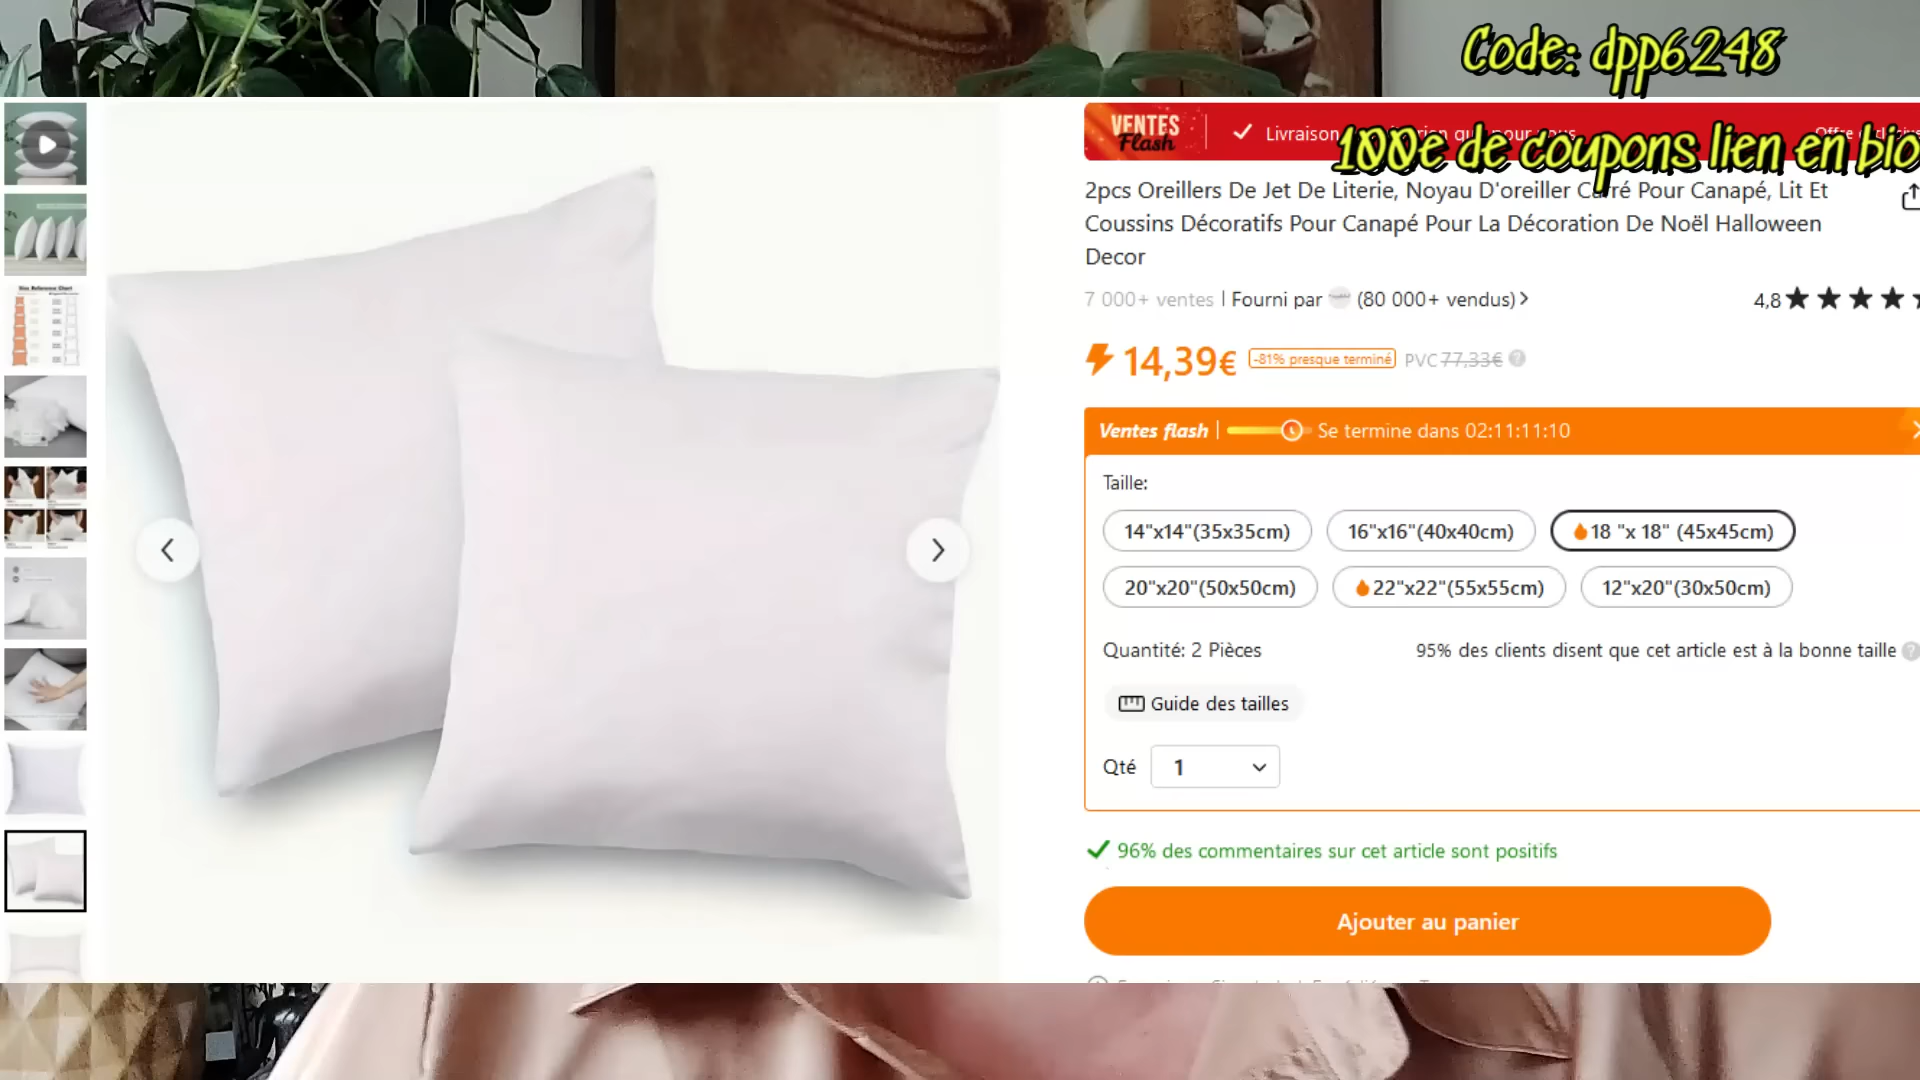 Code: dpp6248
VENTES
Flash
Livraison
100e de coupons lien en bio
2pcs Oreillers De Jet De Literie, Noyau D'oreiller Carré Pour Canapé, Lit Et
Coussins Décoratifs Pour Canapé Pour La Décoration De Noël Halloween
Decor
7 000+ ventes | Fourni par (80 000+ vendus)
4,8
14,39€ -81% presque terminé PVC 77,33€
Ventes flash | Se termine dans 02:11:11:10
Taille:
14"x14"(35x35cm) 16"x16"(40x40cm) 18 "x 18" (45x45cm)
20"x20"(50x50cm) 22"x22"(55x55cm) 12"x20"(30x50cm)
Quantité: 2 Pièces 95% des clients disent que cet article est à la bonne taille
Guide des tailles
Qté 1
96% des commentaires sur cet article sont positifs
Ajouter au panier
Size Reference Chart